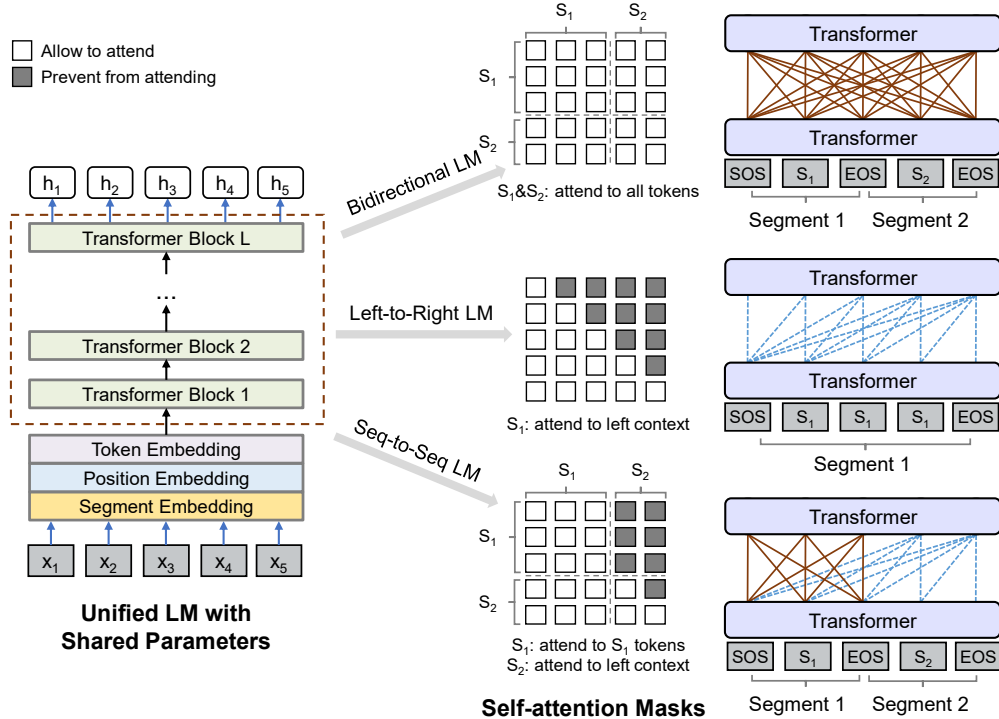 Allow to attend
Prevent from attending
h1 h2 h3 h4 h5
Transformer Block L
...
Transformer Block 2
Transformer Block 1
Token Embedding
Position Embedding
Segment Embedding
x1 x2 x3 x4 x5
Unified LM with
Shared Parameters
Bidirectional LM
Left-to-Right LM
Seq-to-Seq LM
S1 S2
S1
S2
S1&S2: attend to all tokens
Transformer
Transformer
SOS S1 EOS S2 EOS
Segment 1 Segment 2
S1: attend to left context
Transformer
Transformer
SOS S1 S1 S1 EOS
Segment 1
S1 S2
S1
S2
S1: attend to S1 tokens
S2: attend to left context
Transformer
Transformer
SOS S1 EOS S2 EOS
Segment 1 Segment 2
Self-attention Masks